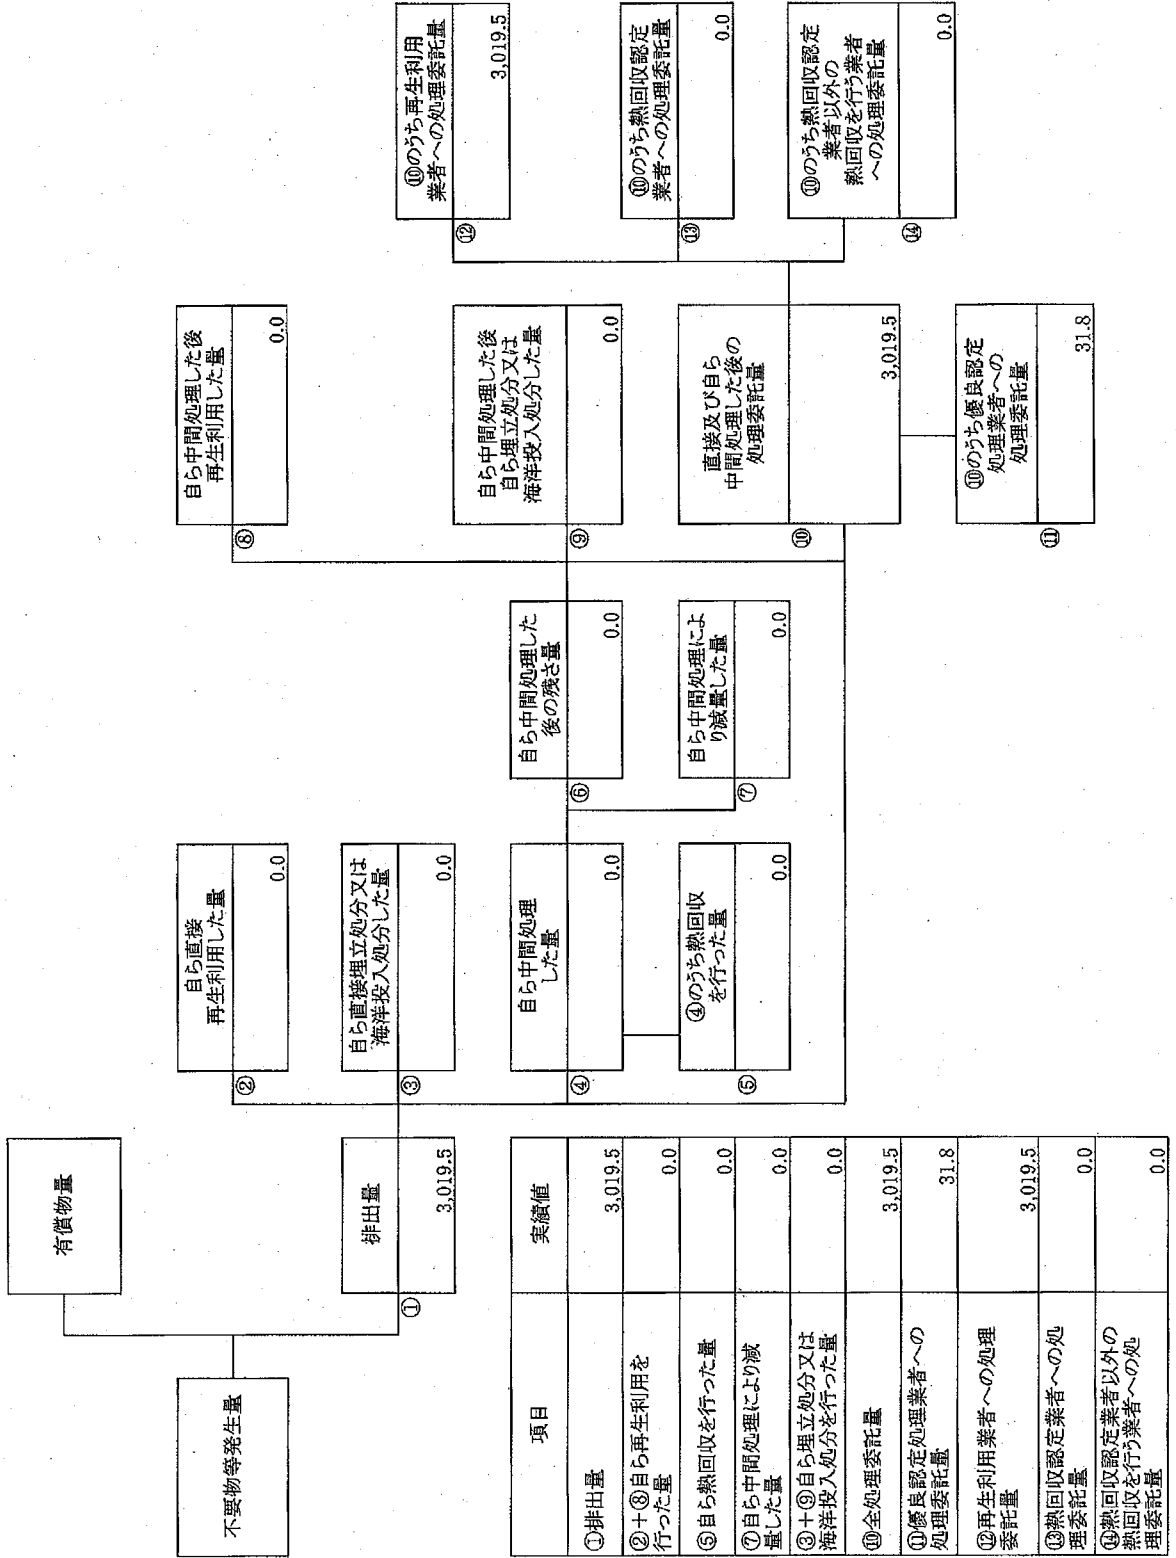 不要物等発生量
有償物量
排出量
①
3,019.5
自ら直接
再生利用した量
②
0.0
自ら直接埋立処分又は
海洋投入処分した量
③
0.0
自ら中間処理
した量
④
0.0
④のうち熱回収
を行った量
⑤
0.0
自ら中間処理した
後の残さ量
⑥
0.0
自ら中間処理によ
り減量した量
⑦
0.0
自ら中間処理した後
再生利用した量
⑧
0.0
自ら中間処理した後
自ら埋立処分又は
海洋投入処分した量
⑨
0.0
直接及び自ら
中間処理した後の
処理委託量
⑩
3,019.5
⑩のうち優良認定
処理業者への
処理委託量
⑪
31.8
⑩のうち再生利用
業者への処理委託量
⑫
3,019.5
⑩のうち熱回収認定
業者への処理委託量
⑬
0.0
⑩のうち熱回収認定
業者以外の
熱回収を行う業者
への処理委託量
⑭
0.0
項目 実績値
①排出量 3,019.5
②+⑧自ら再生利用を
行った量 0.0
⑤自ら熱回収を行った量 0.0
⑦自ら中間処理により減
量した量 0.0
③+⑨自ら埋立処分又は
海洋投入処分を行った量 0.0
⑩全処理委託量 3,019.5
⑪優良認定処理業者への
処理委託量 31.8
⑫再生利用業者への処理
委託量 3,019.5
⑬熱回収認定業者への処
理委託量 0.0
⑭熱回収認定業者以外の
熱回収を行う業者への処
理委託量 0.0